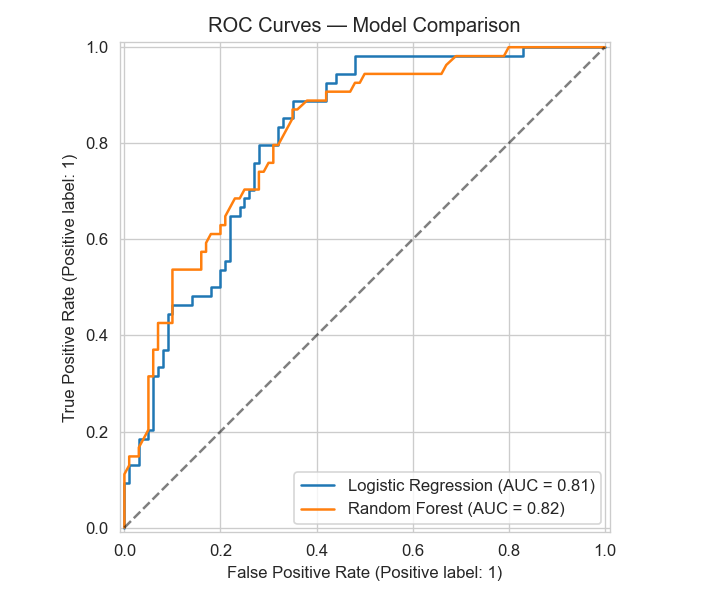 ROC Curves — Model Comparison
True Positive Rate (Positive label: 1)
1.0
0.8
0.6
0.4
0.2
0.0
0.0 0.2 0.4 0.6 0.8 1.0
False Positive Rate (Positive label: 1)
Logistic Regression (AUC = 0.81)
Random Forest (AUC = 0.82)